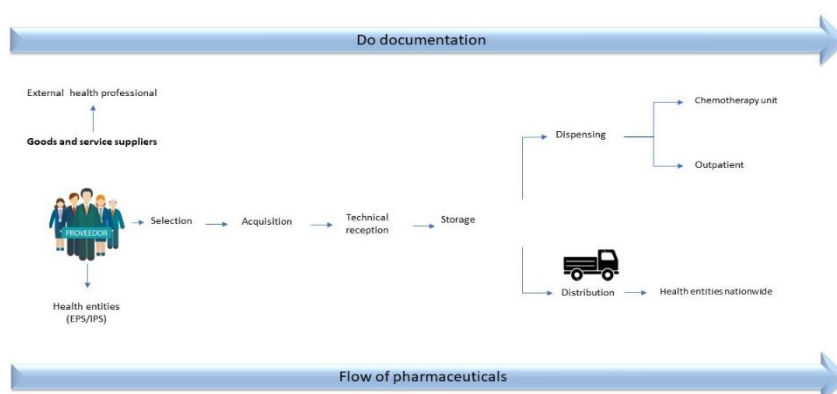 Do documentation
External health professional
Goods and service suppliers
PROVEEDOR
Health entities
(EPS/IPS)
Selection
Acquisition
Technical
reception
Storage
Dispensing
Chemotherapy unit
Outpatient
Distribution
Health entities nationwide
Flow of pharmaceuticals